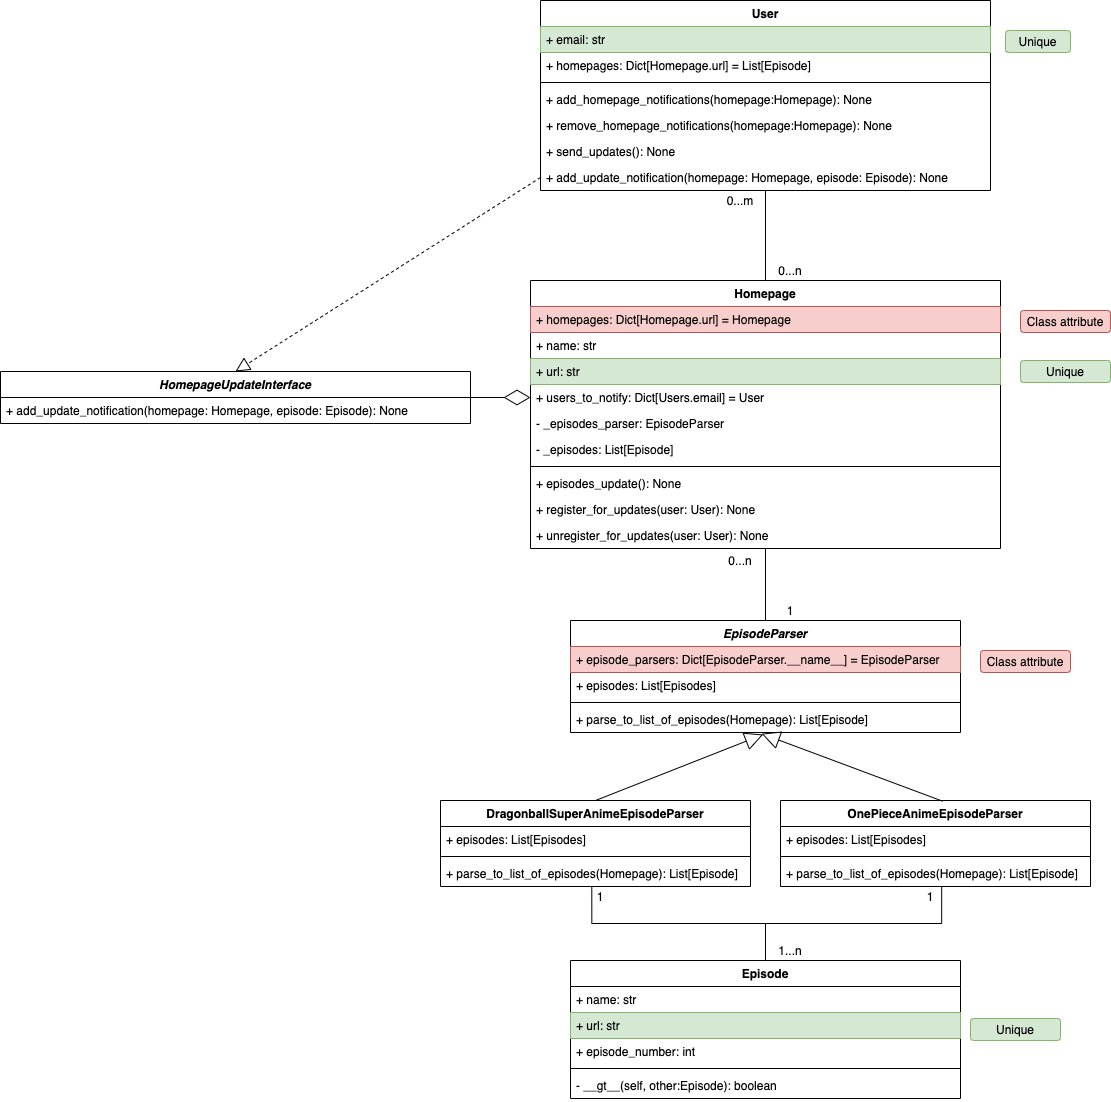 User
+ email: str
Unique
+ homepages: Dict[Homepage.url] = List[Episode]
+ add_homepage_notifications(homepage:Homepage): None
+ remove_homepage_notifications(homepage:Homepage): None
+ send_updates(): None
+ add_update_notification(homepage: Homepage, episode: Episode): None
0...m
0...n
Homepage
+ homepages: Dict[Homepage.url] = Homepage
Class attribute
+ name: str
+ url: str
Unique
+ users_to_notify: Dict[Users.email] = User
- _episodes_parser: EpisodeParser
- _episodes: List[Episode]
+ episodes_update(): None
+ register_for_updates(user: User): None
+ unregister_for_updates(user: User): None
HomepageUpdateInterface
+ add_update_notification(homepage: Homepage, episode: Episode): None
0...n
1
EpisodeParser
+ episode_parsers: Dict[EpisodeParser.__name__] = EpisodeParser
Class attribute
+ episodes: List[Episodes]
+ parse_to_list_of_episodes(Homepage): List[Episode]
DragonballSuperAnimeEpisodeParser
+ episodes: List[Episodes]
+ parse_to_list_of_episodes(Homepage): List[Episode]
1
OnePieceAnimeEpisodeParser
+ episodes: List[Episodes]
+ parse_to_list_of_episodes(Homepage): List[Episode]
1
1...n
Episode
+ name: str
+ url: str
Unique
+ episode_number: int
- __gt__(self, other:Episode): boolean